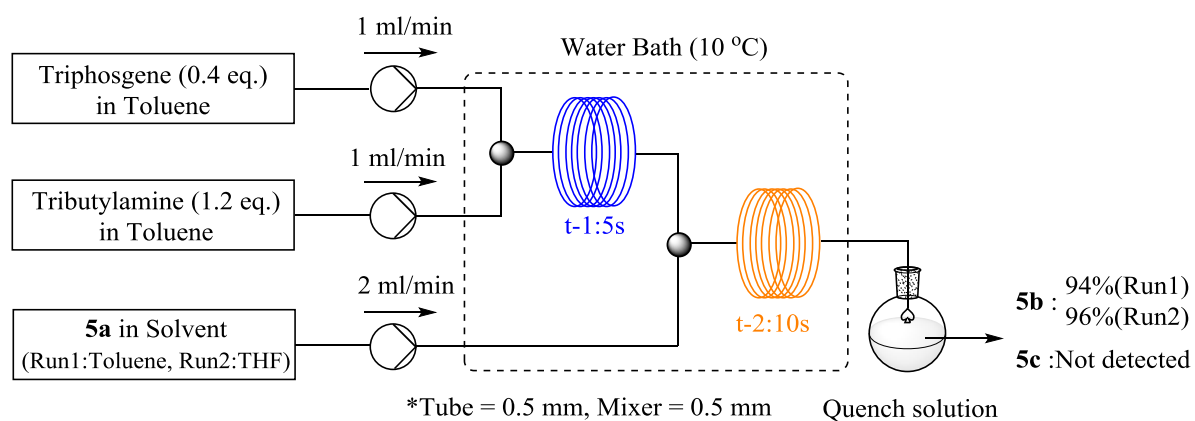 1 ml/min
Water Bath (10 °C)
Triphosgene (0.4 eq.)
in Toluene
1 ml/min
Tributylamine (1.2 eq.)
in Toluene
t-1:5s
2 ml/min
5a in Solvent
(Run1:Toluene, Run2:THF)
t-2:10s
5b : 94%(Run1)
96%(Run2)
5c :Not detected
*Tube = 0.5 mm, Mixer = 0.5 mm
Quench solution